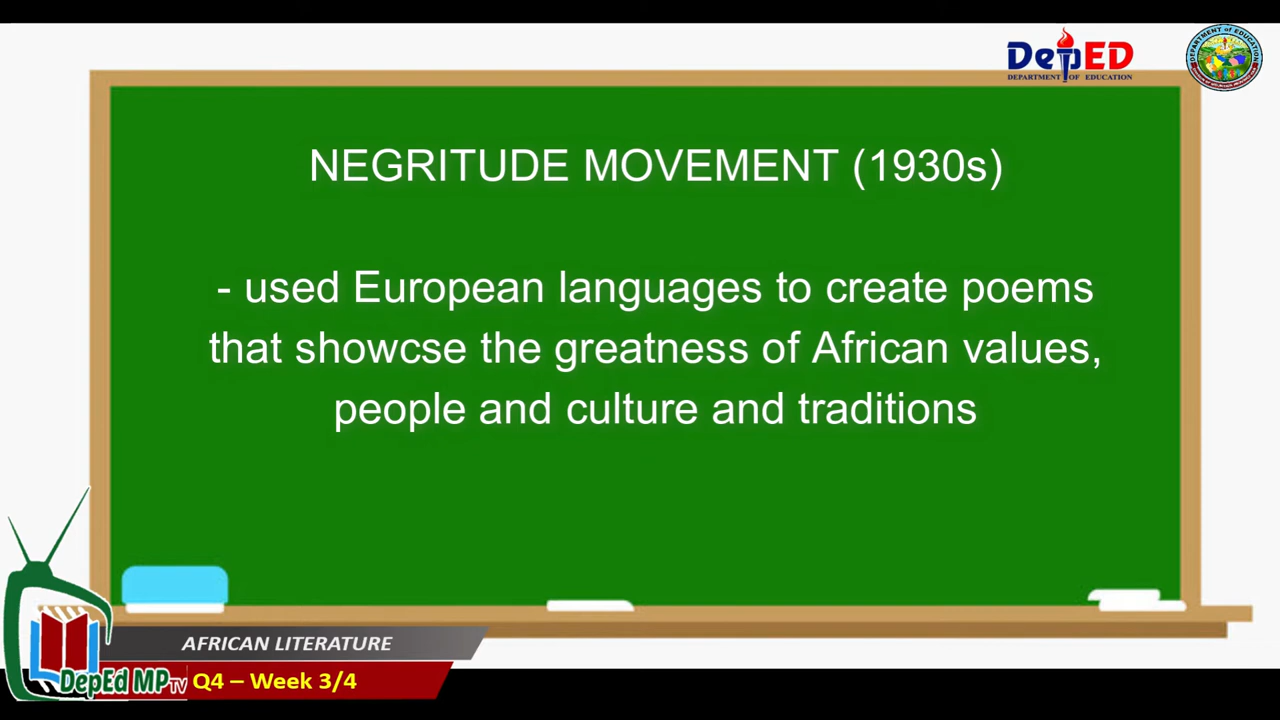 DepED
DEPARTMENT OF EDUCATION
NEGRITUDE MOVEMENT (1930s)
- used European languages to create poems
that showcse the greatness of African values,
people and culture and traditions
AFRICAN LITERATURE
DepEd MPTV
Q4 – Week 3/4